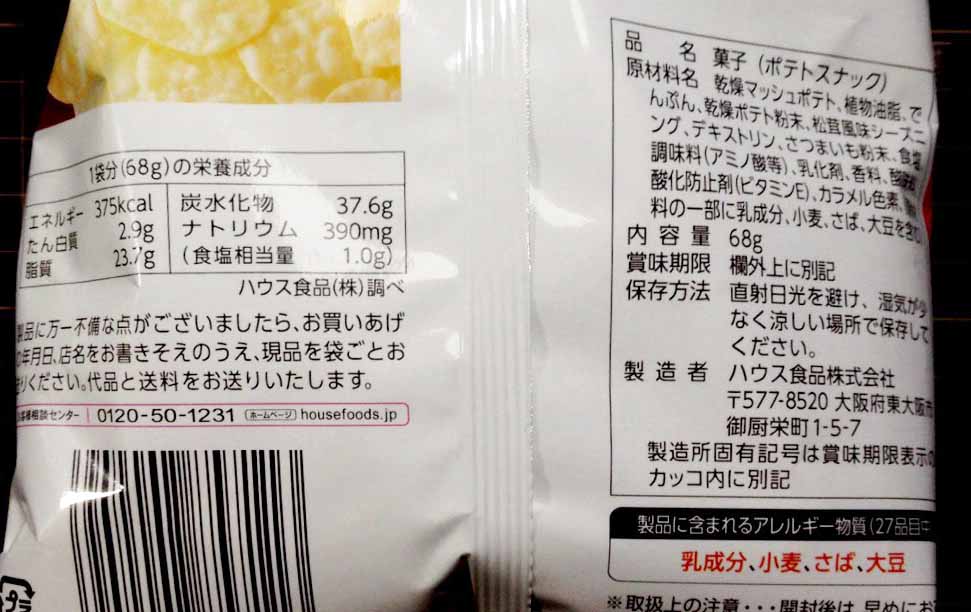 1袋分(68g)の栄養成分
エネルギー 375kcal 炭水化物 37.6g
たん白質 2.9g ナトリウム 390mg
脂質 23.7g (食塩相当量 1.0g)
ハウス食品(株)調べ
製品に万一不備な点がございましたら、お買いあげ
年月日、店名をお書きそえのうえ、現品を袋ごとお
りください。代品と送料をお送りいたします。
相談センター 0120-50-1231 ホームページ housefoods.jp
品名 菓子(ポテトスナック)
原材料名 乾燥マッシュポテト、植物油脂、で
んぷん、乾燥ポテト粉末、松茸風味シーズニ
ング、デキストリン、さつまいも粉末、食塩
調味料(アミノ酸等)、乳化剤、香料、
酸化防止剤(ビタミンE)、カラメル色素、
料の一部に乳成分、小麦、さば、大豆を含む
内容量 68g
賞味期限 欄外上に別記
保存方法 直射日光を避け、湿気が少
なく涼しい場所で保存して
ください。
製造者 ハウス食品株式会社
〒577-8520 大阪府東大阪市
御厨栄町1-5-7
製造所固有記号は賞味期限表示の
カッコ内に別記
製品に含まれるアレルギー物質(27品目中
乳成分、小麦、さば、大豆
※取扱上の注意・・・開封後は、早めにお
プラ